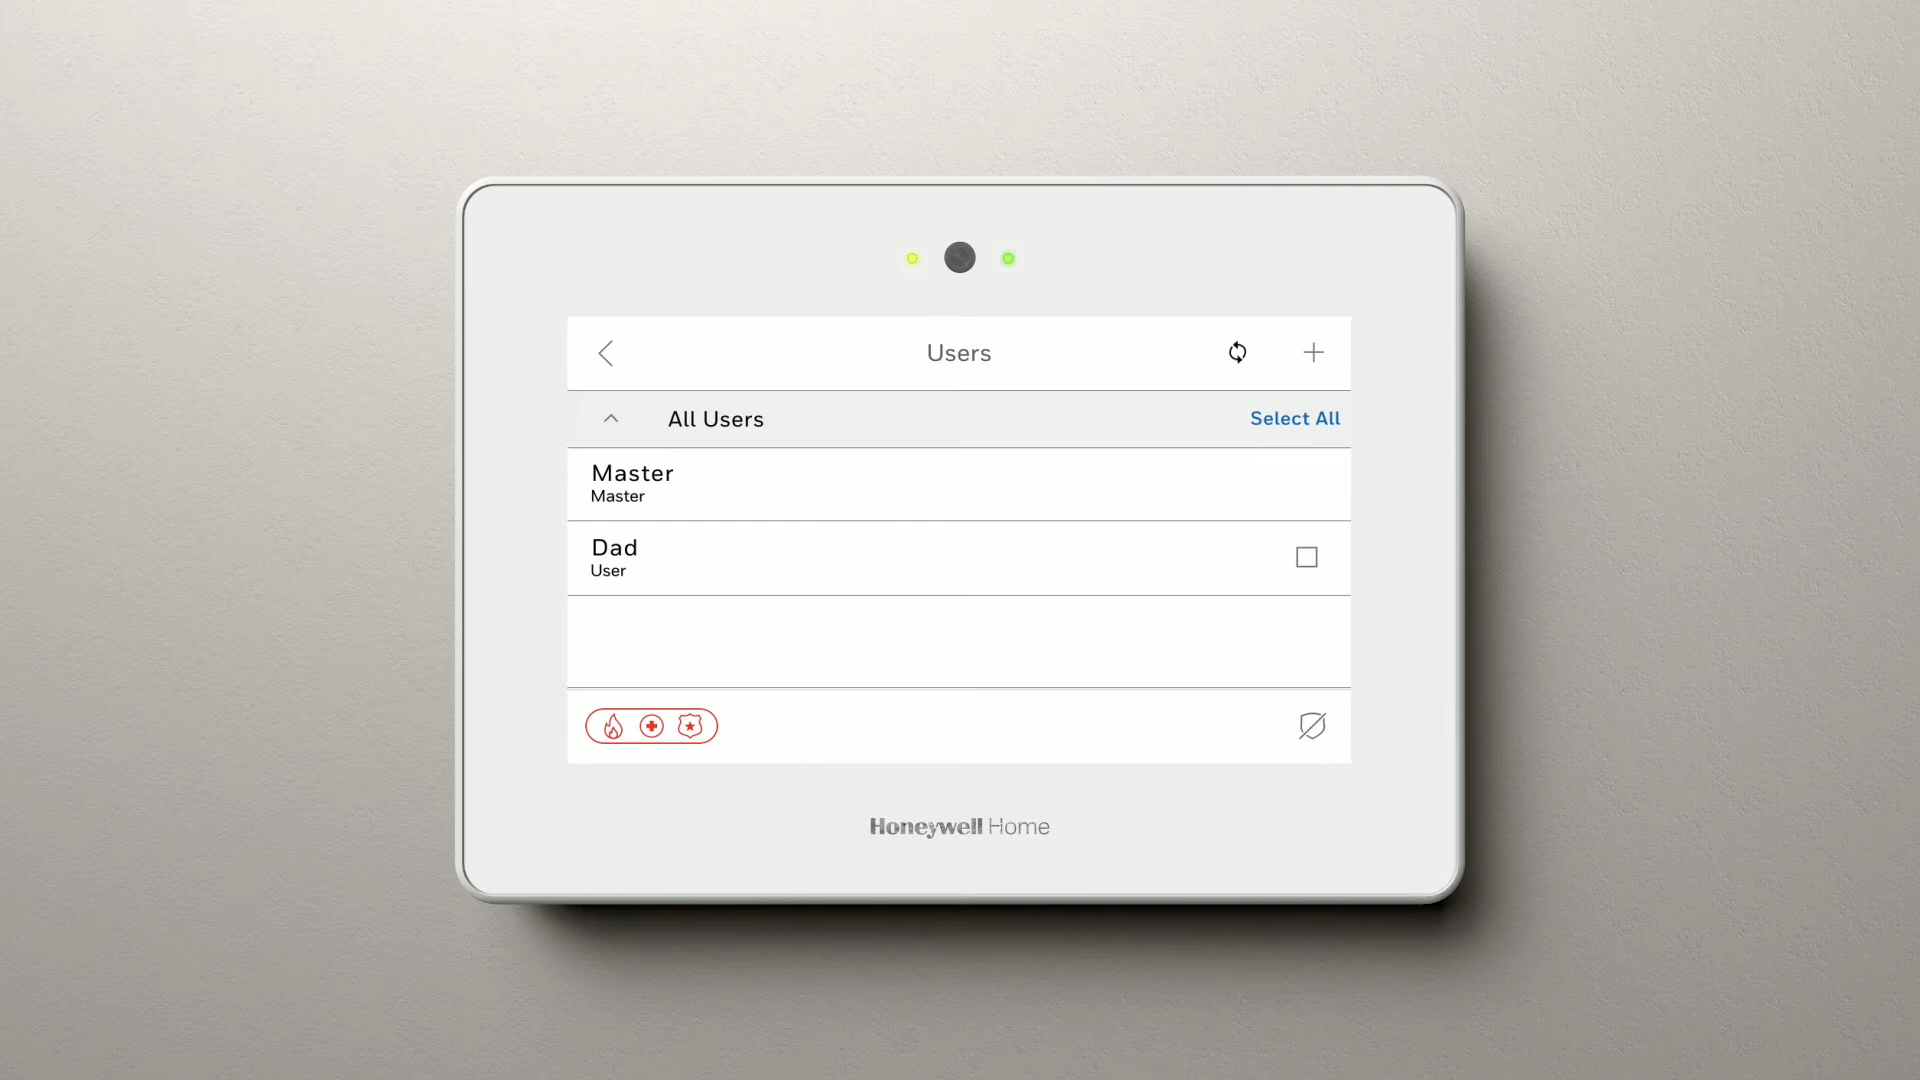 Users
All Users
Select All
Master
Master
Dad
User
Honeywell Home